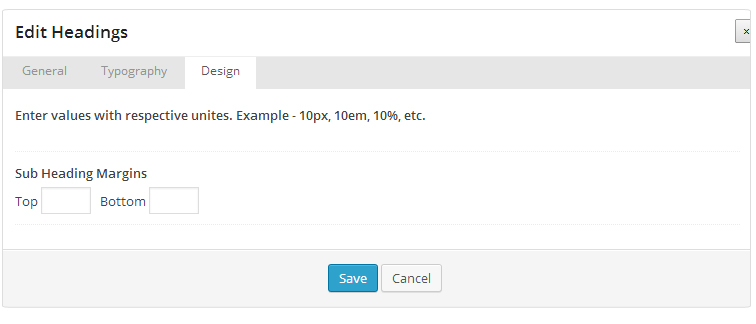 Edit Headings
×
General Typography Design
Enter values with respective unites. Example - 10px, 10em, 10%, etc.
Sub Heading Margins
Top Bottom
Save Cancel